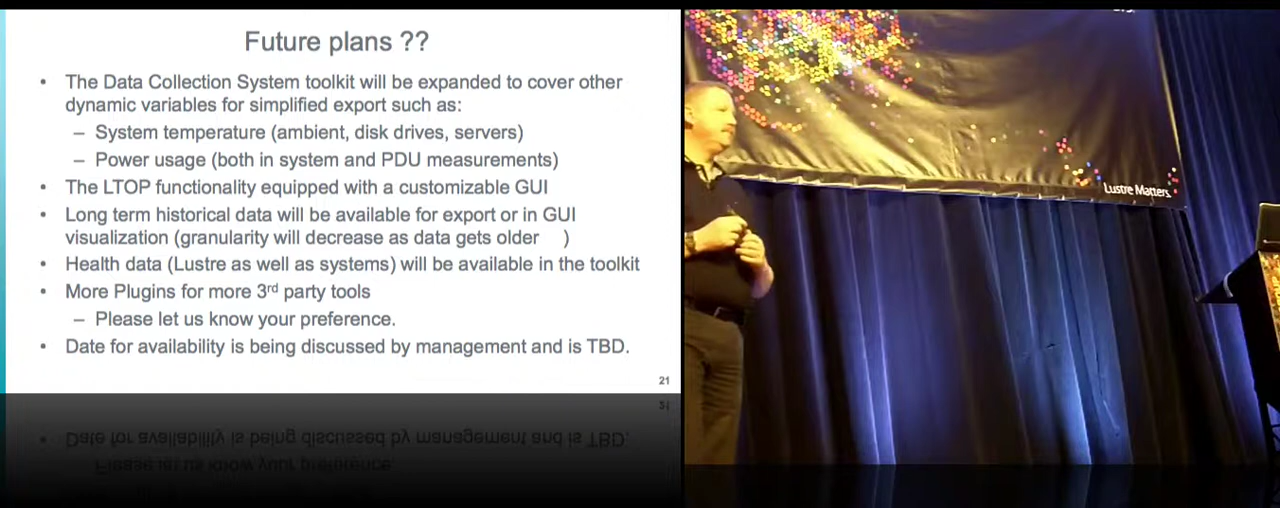 Future plans ??
• The Data Collection System toolkit will be expanded to cover other
dynamic variables for simplified export such as:
– System temperature (ambient, disk drives, servers)
– Power usage (both in system and PDU measurements)
• The LTOP functionality equipped with a customizable GUI
• Long term historical data will be available for export or in GUI
visualization (granularity will decrease as data gets older )
• Health data (Lustre as well as systems) will be available in the toolkit
• More Plugins for more 3rd party tools
– Please let us know your preference.
• Date for availability is being discussed by management and is TBD.
21
Lustre Matters.